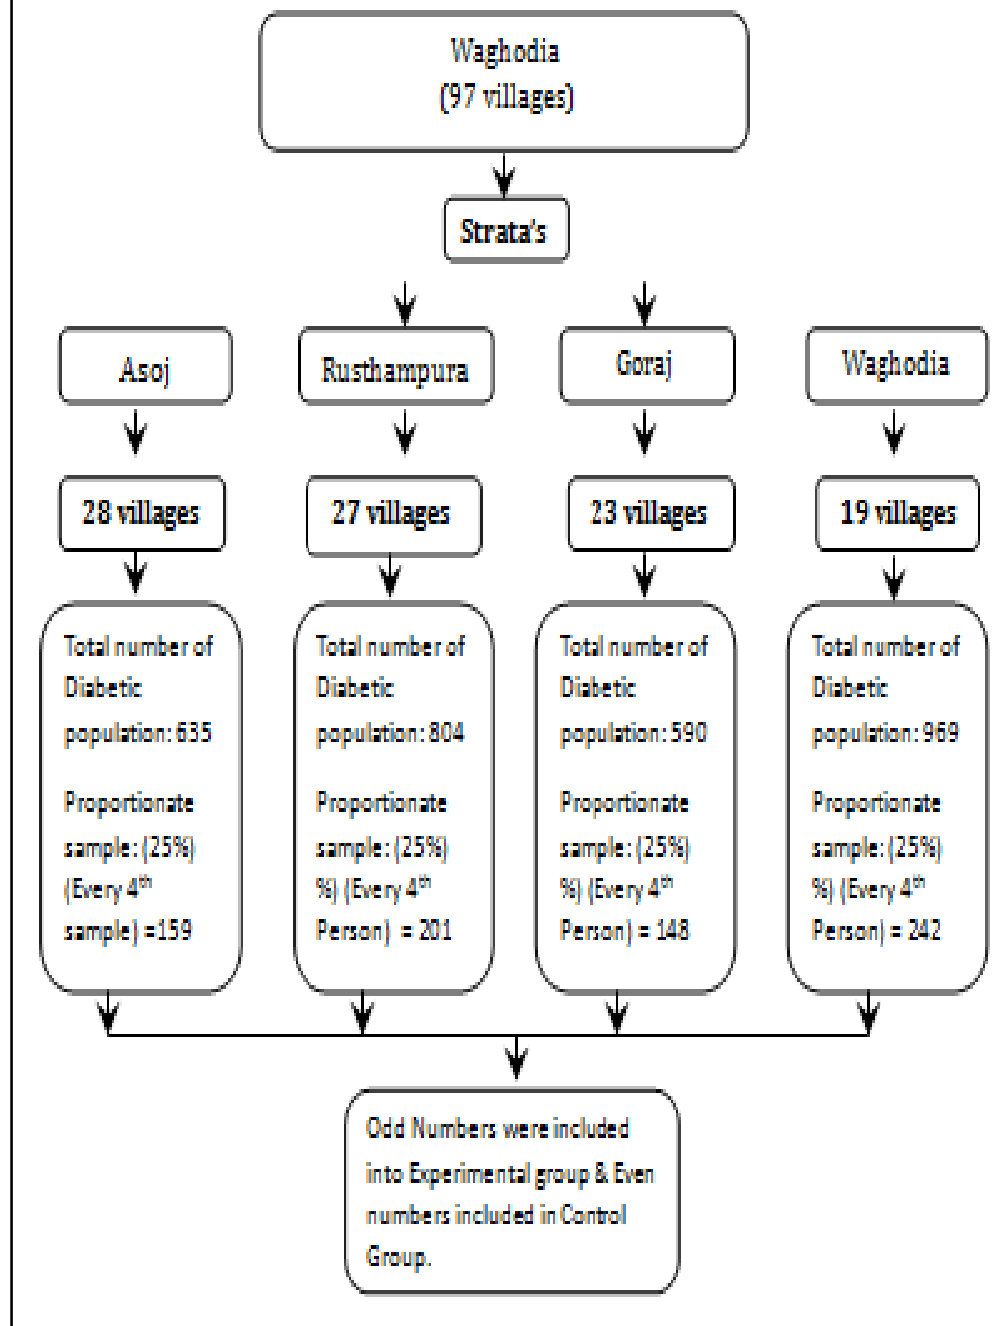 Waghodia
(97 villages)
Strata's
Asoj
Rusthampura
Goraj
Waghodia
28 villages
27 villages
23 villages
19 villages
Total number of
Diabetic
population: 635
Proportionate
sample: (25%)
(Every 4th
sample) =159
Total number of
Diabetic
population: 804
Proportionate
sample: (25%)
%) (Every 4th
Person) = 201
Total number of
Diabetic
population: 590
Proportionate
sample: (25%)
%) (Every 4th
Person) = 148
Total number of
Diabetic
population: 969
Proportionate
sample: (25%)
%) (Every 4th
Person) = 242
Odd Numbers were included
into Experimental group & Even
numbers included in Control
Group.